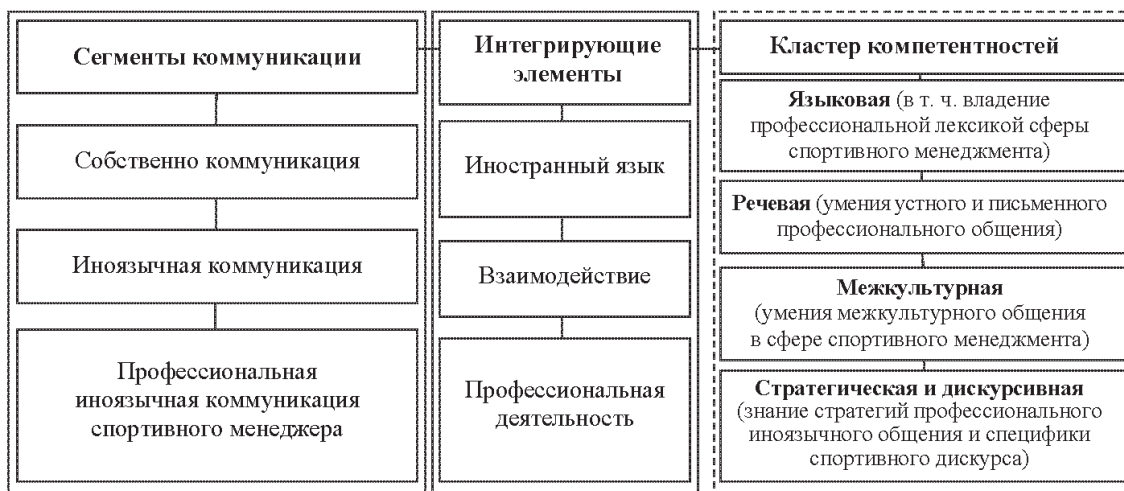 Сегменты коммуникации
Собственно коммуникация
Иноязычная коммуникация
Профессиональная
иноязычная коммуникация
спортивного менеджера
Интегрирующие
элементы
Иностранный язык
Взаимодействие
Профессиональная
деятельность
Кластер компетентностей
Языковая (в т. ч. владение
профессиональной лексикой сферы
спортивного менеджмента)
Речевая (умения устного и письменного
профессионального общения)
Межкультурная
(умения межкультурного общения
в сфере спортивного менеджмента)
Стратегическая и дискурсивная
(знание стратегий профессионального
иноязычного общения и специфики
спортивного дискурса)